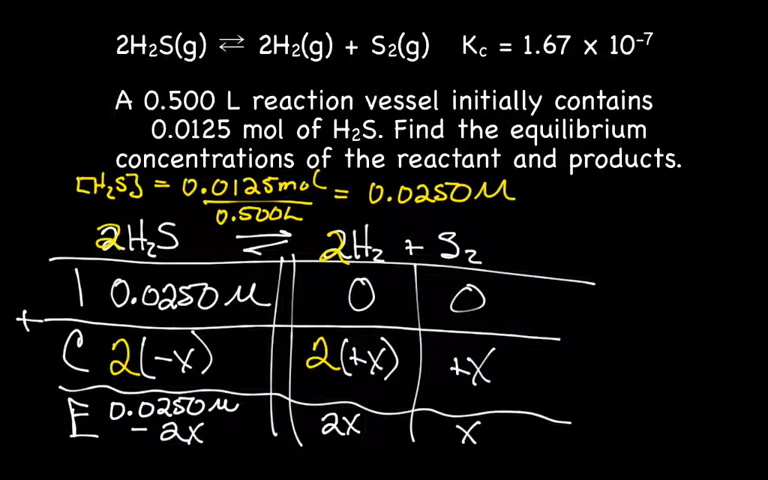 2H₂S(g) ⇌ 2H₂(g) + S₂(g) K꜀ = 1.67 x 10⁻⁷
A 0.500 L reaction vessel initially contains
0.0125 mol of H₂S. Find the equilibrium
concentrations of the reactant and products.
[H₂S] = 0.0125mol / 0.500L = 0.0250M
2H₂S ⇌ 2H₂ + S₂
I 0.0250M 0 0
+ C 2(-x) 2(+x) +x
E 0.0250M - 2x 2x x